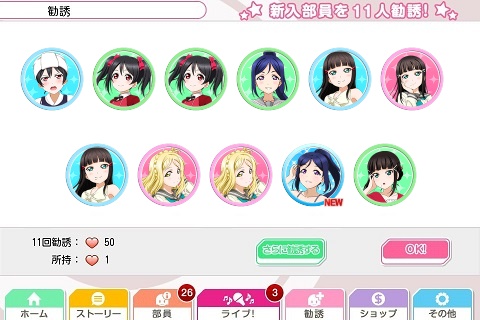 勧誘
新入部員を11人勧誘!
NEW
11回勧誘: 50
所持: 1
さらに勧誘する
OK!
26
3
ホーム
ストーリー
部員
ライブ!
勧誘
ショップ
その他